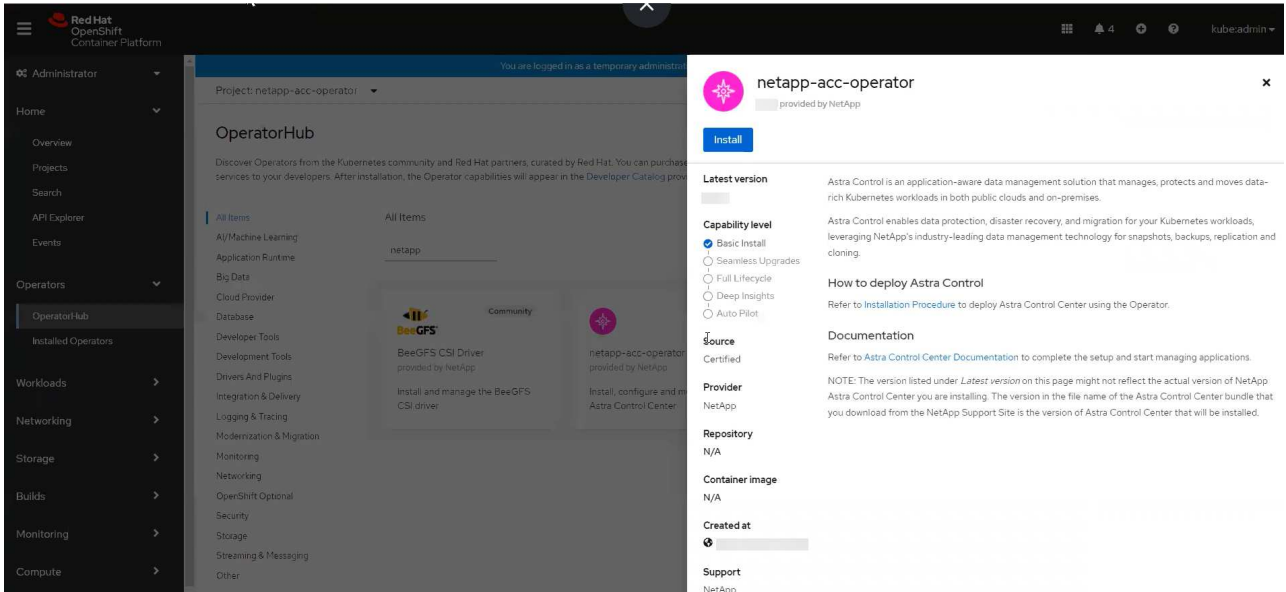 Red Hat
OpenShift
Container Platform
4
kube:admin
Administrator
Home
Overview
Projects
Search
API Explorer
Events
Operators
OperatorHub
Installed Operators
Workloads
Networking
Storage
Builds
Monitoring
Compute
You are logged in as a temporary administrat
Project: netapp-acc-operator
OperatorHub
Discover Operators from the Kubernetes community and Red Hat partners, curated by Red Hat. You can purchase
services to your developers. After installation, the Operator capabilities will appear in the Developer Catalog prov
All Items
AI/Machine Learning
Application Runtime
Big Data
Cloud Provider
Database
Developer Tools
Development Tools
Drivers And Plugins
Integration & Delivery
Logging & Tracing
Modernization & Migration
Monitoring
Networking
OpenShift Optional
Security
Storage
Streaming & Messaging
Other
All Items
netapp
Community
BeeGFS
BeeGFS CSI Driver
provided by NetApp
Install and manage the BeeGFS
CSI driver
netapp-acc-operator
provided by NetApp
Install, configure and m
Astra Control Center
netapp-acc-operator
provided by NetApp
Install
Latest version
Capability level
Basic Install
Seamless Upgrades
Full Lifecycle
Deep Insights
Auto Pilot
Source
Certified
Provider
NetApp
Repository
N/A
Container image
N/A
Created at
Support
NetApp
Astra Control is an application-aware data management solution that manages, protects and moves data-
rich Kubernetes workloads in both public clouds and on-premises.
Astra Control enables data protection, disaster recovery, and migration for your Kubernetes workloads,
leveraging NetApp's industry-leading data management technology for snapshots, backups, replication and
cloning.
How to deploy Astra Control
Refer to Installation Procedure to deploy Astra Control Center using the Operator.
Documentation
Refer to Astra Control Center Documentation to complete the setup and start managing applications.
NOTE: The version listed under Latest version on this page might not reflect the actual version of NetApp
Astra Control Center you are installing. The version in the file name of the Astra Control Center bundle that
you download from the NetApp Support Site is the version of Astra Control Center that will be installed.